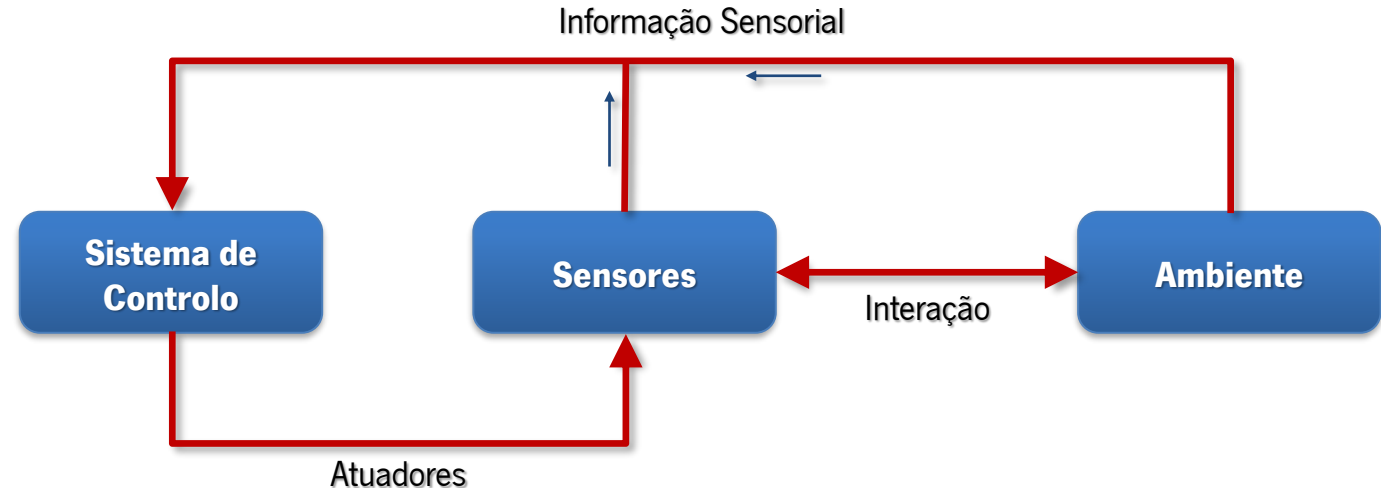 Informação Sensorial
Sistema de
Controlo
Sensores
Ambiente
Interação
Atuadores